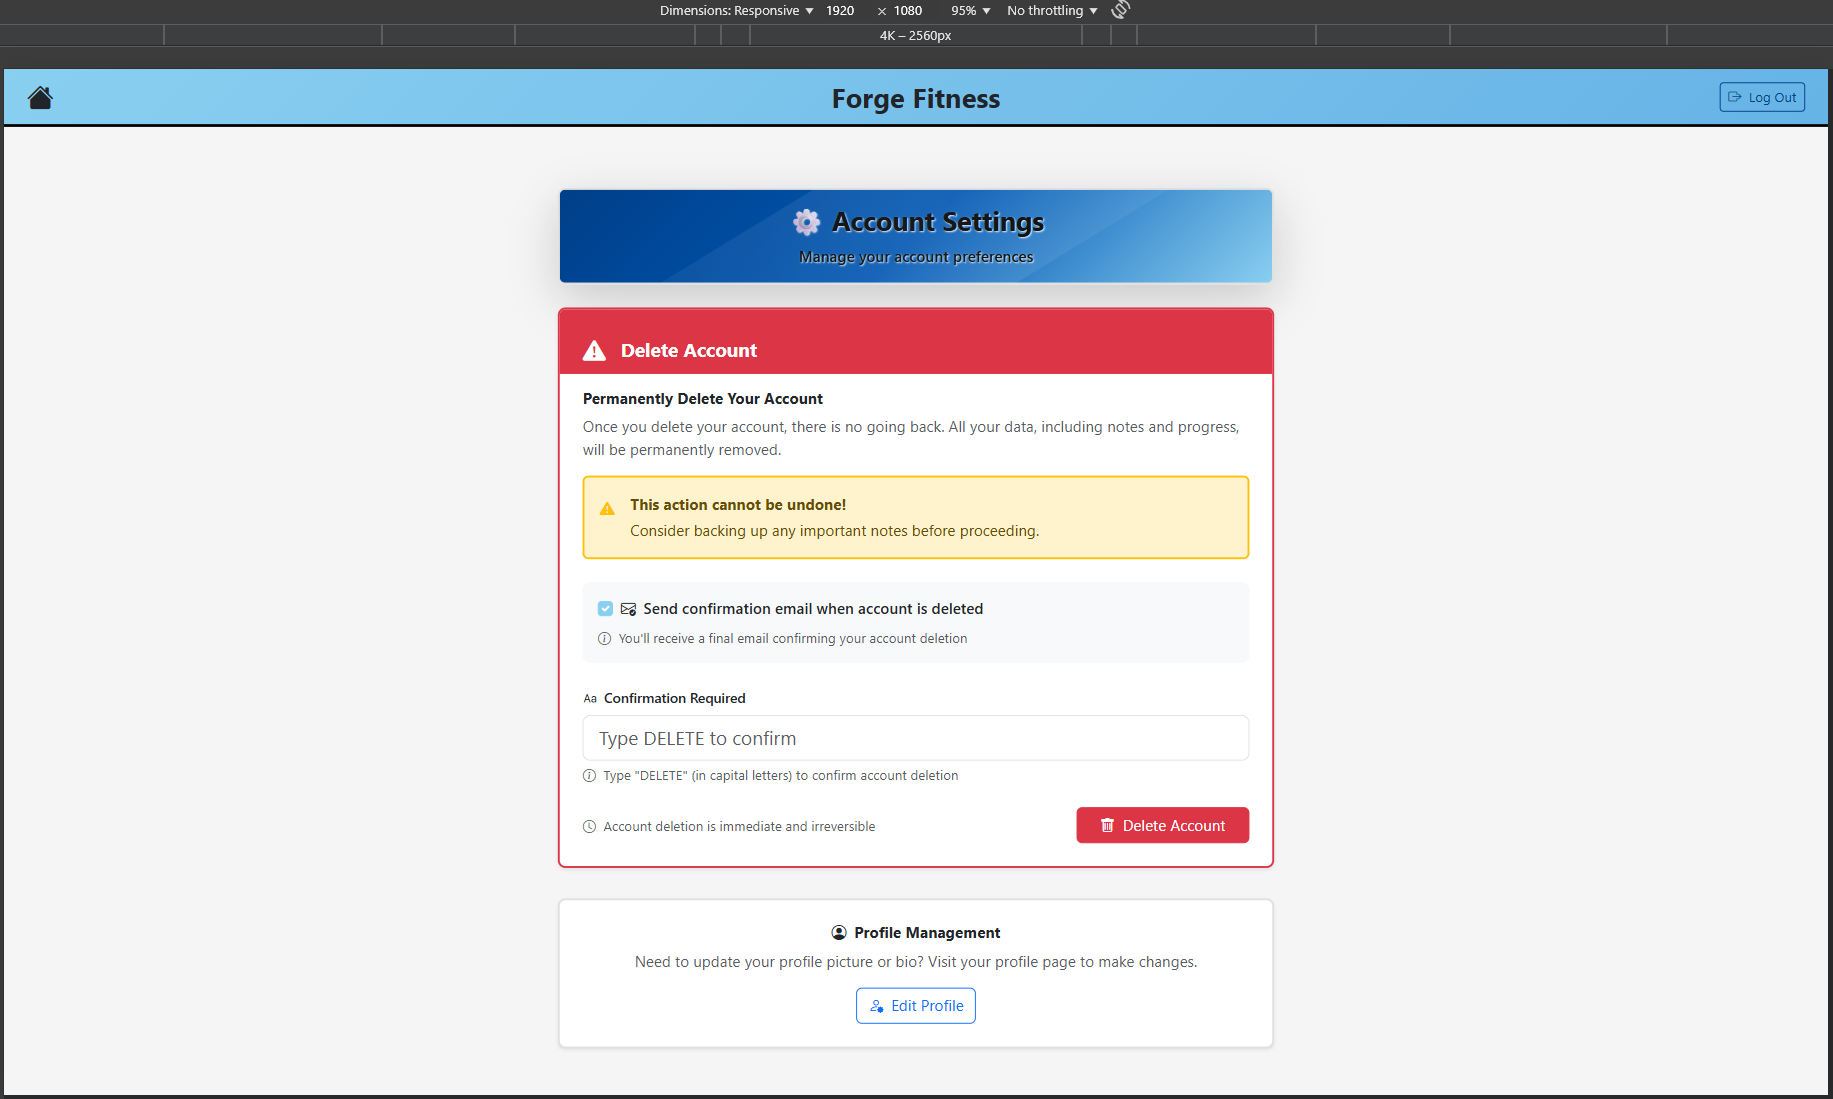 Dimensions: Responsive 1920 × 1080 95% No throttling
4K – 2560px
Forge Fitness
Log Out
Account Settings
Manage your account preferences
Delete Account
Permanently Delete Your Account
Once you delete your account, there is no going back. All your data, including notes and progress,
will be permanently removed.
This action cannot be undone!
Consider backing up any important notes before proceeding.
Send confirmation email when account is deleted
You'll receive a final email confirming your account deletion
Aa Confirmation Required
Type DELETE to confirm
Type "DELETE" (in capital letters) to confirm account deletion
Account deletion is immediate and irreversible
Delete Account
Profile Management
Need to update your profile picture or bio? Visit your profile page to make changes.
Edit Profile